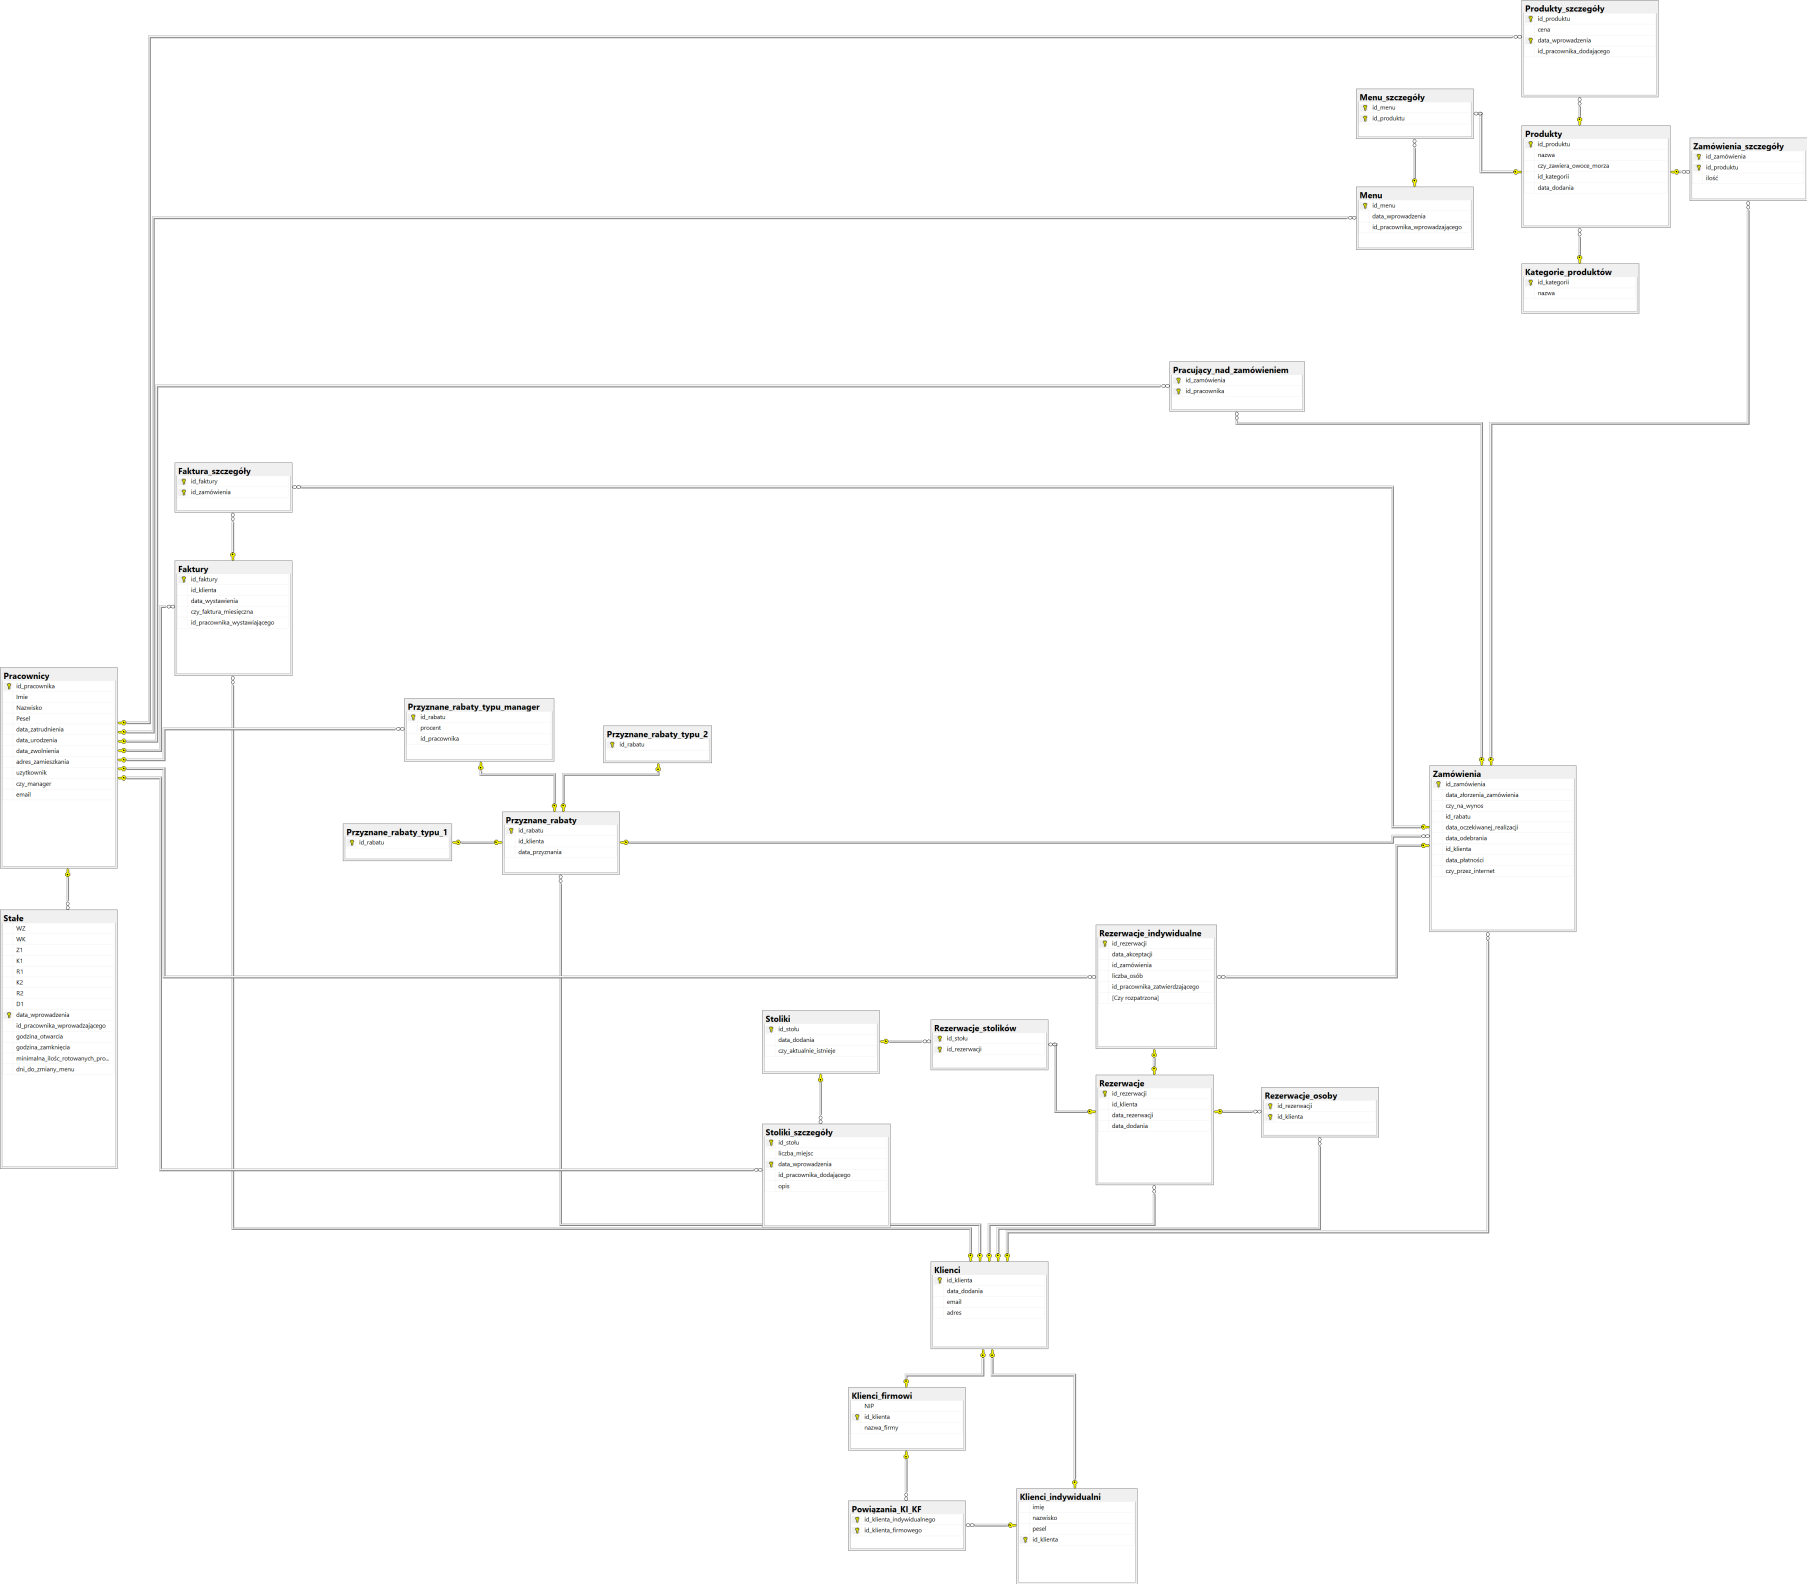 Produkty_szczegóły
id_produktu
cena
data_wprowadzenia
id_pracownika_dodającego
Menu_szczegóły
id_menu
id_produktu
Produkty
id_produktu
nazwa
czy_zawiera_owoce_morza
id_kategorii
data_dodania
Zamówienia_szczegóły
id_zamówienia
id_produktu
ilość
Menu
id_menu
data_wprowadzenia
id_pracownika_wprowadzającego
Kategorie_produktów
id_kategorii
nazwa
Pracujący_nad_zamówieniem
id_zamówienia
id_pracownika
Faktura_szczegóły
id_faktury
id_zamówienia
Faktury
id_faktury
id_klienta
data_wystawienia
czy_faktura_miesięczna
id_pracownika_wystawiającego
Pracownicy
id_pracownika
Imie
Nazwisko
Pesel
data_zatrudnienia
data_urodzenia
data_zwolnienia
adres_zamieszkania
uzytkownik
czy_manager
email
Przyznane_rabaty_typu_manager
id_rabatu
procent
id_pracownika
Przyznane_rabaty_typu_2
id_rabatu
Przyznane_rabaty_typu_1
id_rabatu
Przyznane_rabaty
id_rabatu
id_klienta
data_przyznania
Zamówienia
id_zamówienia
data_złorzenia_zamówienia
czy_na_wynos
id_rabatu
data_oczekiwanej_realizacji
data_odebrania
id_klienta
data_płatności
czy_przez_internet
Stałe
WZ
WK
Z1
K1
R1
K2
R2
D1
data_wprowadzenia
id_pracownika_wprowadzającego
godzina_otwarcia
godzina_zamknięcia
minimalna_ilośc_rotowanych_pro...
dni_do_zmiany_menu
Rezerwacje_indywidualne
id_rezerwacji
data_akceptacji
id_zamówienia
liczba_osób
id_pracownika_zatwierdzającego
[Czy rozpatrzona]
Stoliki
id_stołu
data_dodania
czy_aktualnie_istnieje
Rezerwacje_stolików
id_stołu
id_rezerwacji
Rezerwacje
id_rezerwacji
id_klienta
data_rezerwacji
data_dodania
Rezerwacje_osoby
id_rezerwacji
id_klienta
Stoliki_szczegóły
id_stołu
liczba_miejsc
data_wprowadzenia
id_pracownika_dodającego
opis
Klienci
id_klienta
data_dodania
email
adres
Klienci_firmowi
NIP
id_klienta
nazwa_firmy
Powiązania_KI_KF
id_klienta_indywidualnego
id_klienta_firmowego
Klienci_indywidualni
imię
nazwisko
pesel
id_klienta